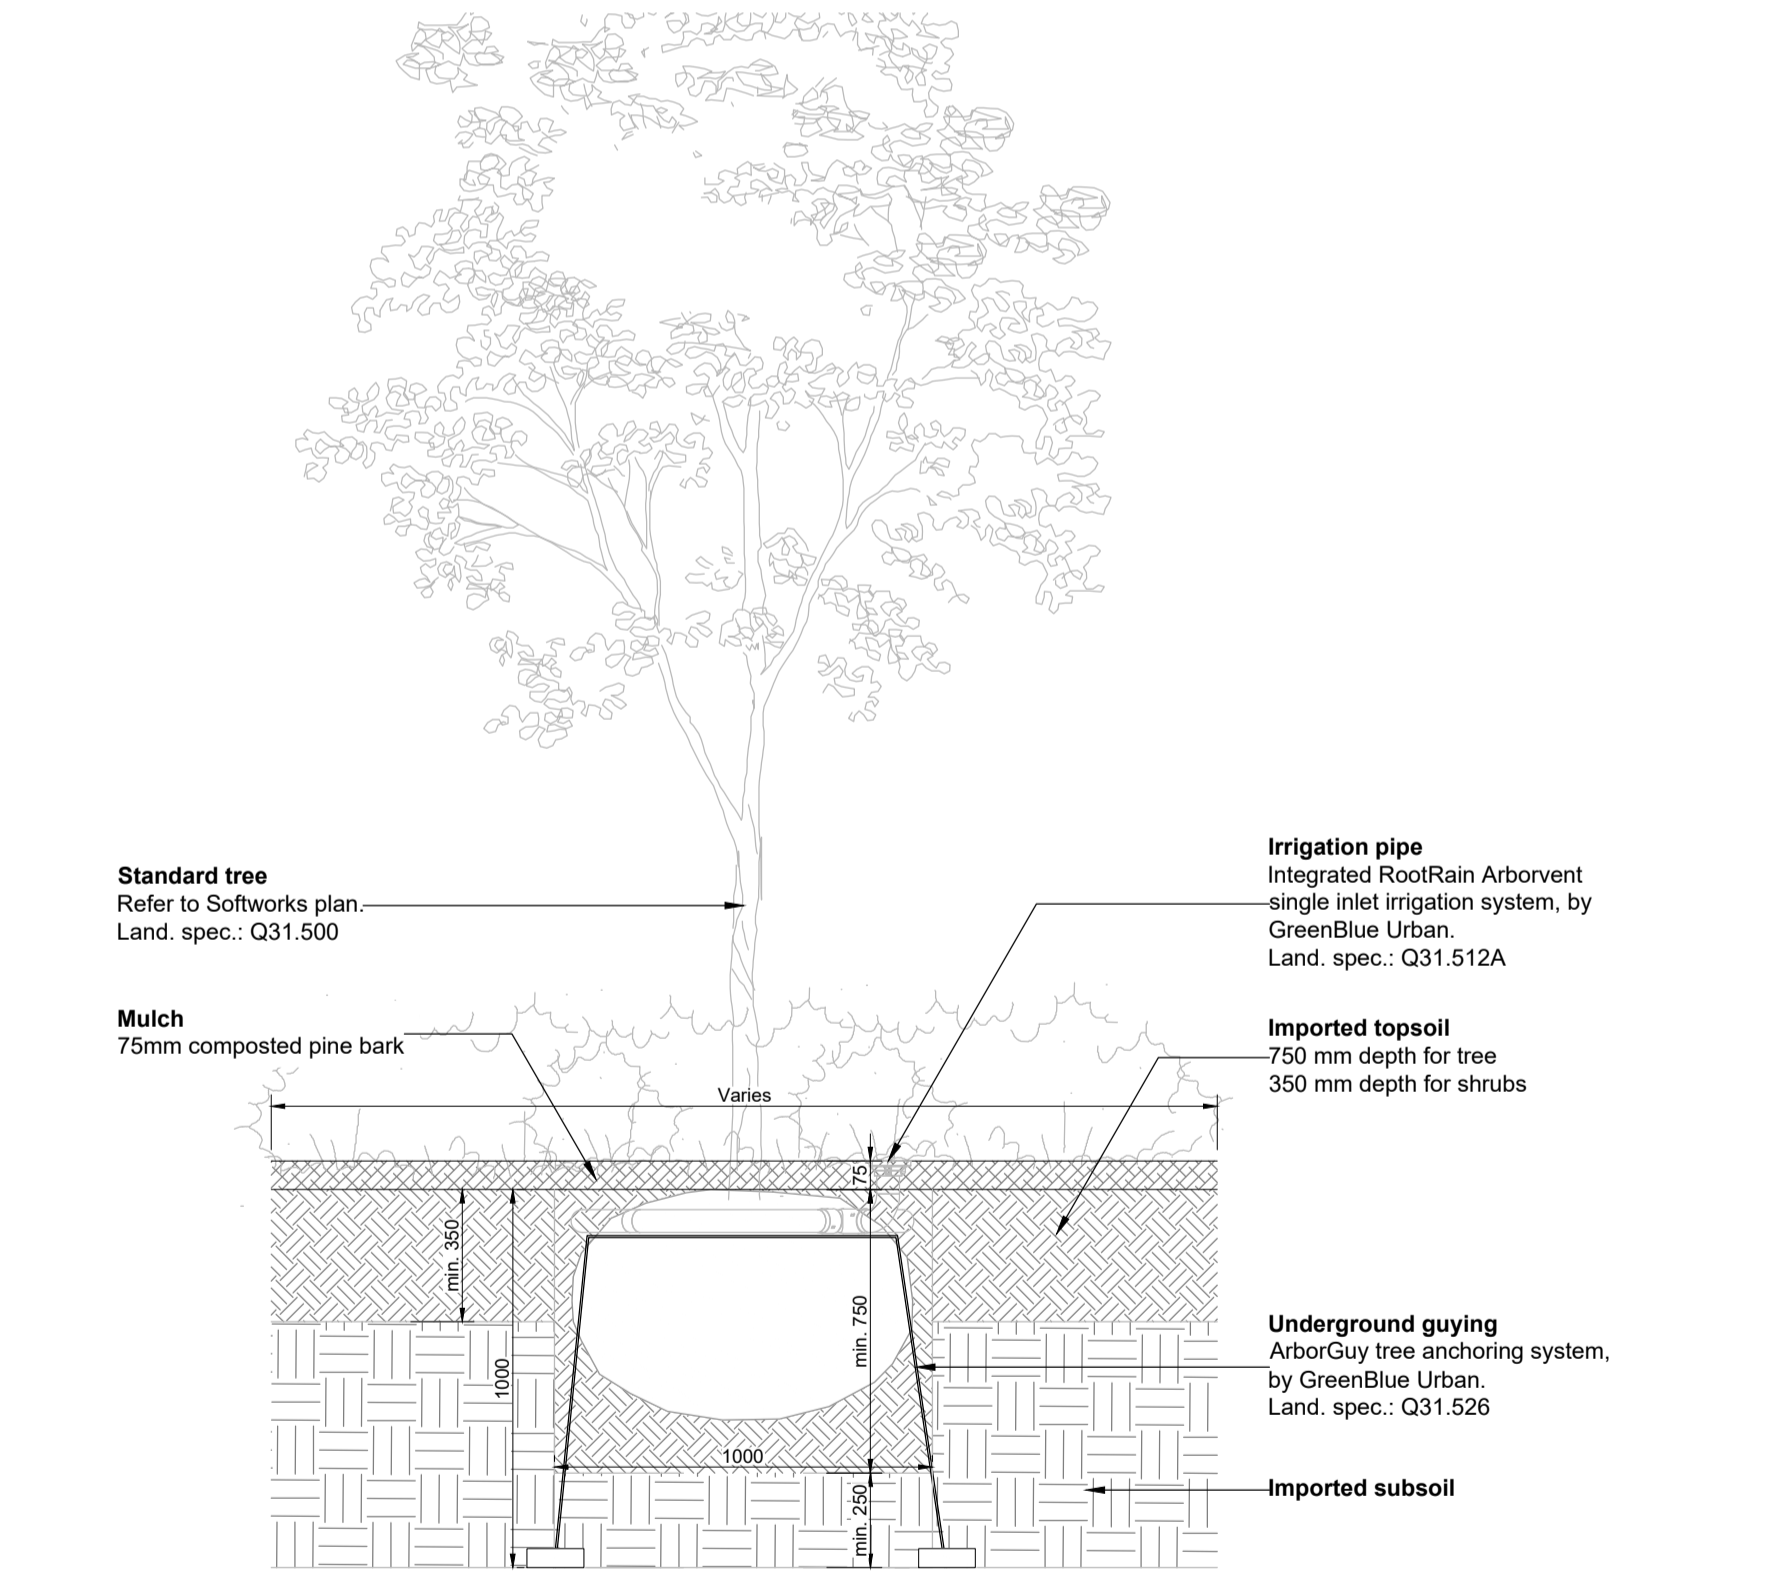 Standard tree
Refer to Softworks plan.
Land. spec.: Q31.500
Mulch
75mm composted pine bark
Irrigation pipe
Integrated RootRain Arborvent
single inlet irrigation system, by
GreenBlue Urban.
Land. spec.: Q31.512A
Imported topsoil
750 mm depth for tree
350 mm depth for shrubs
Varies
75
min. 350
1000
min. 750
1000
min. 250
Underground guying
ArborGuy tree anchoring system,
by GreenBlue Urban.
Land. spec.: Q31.526
Imported subsoil